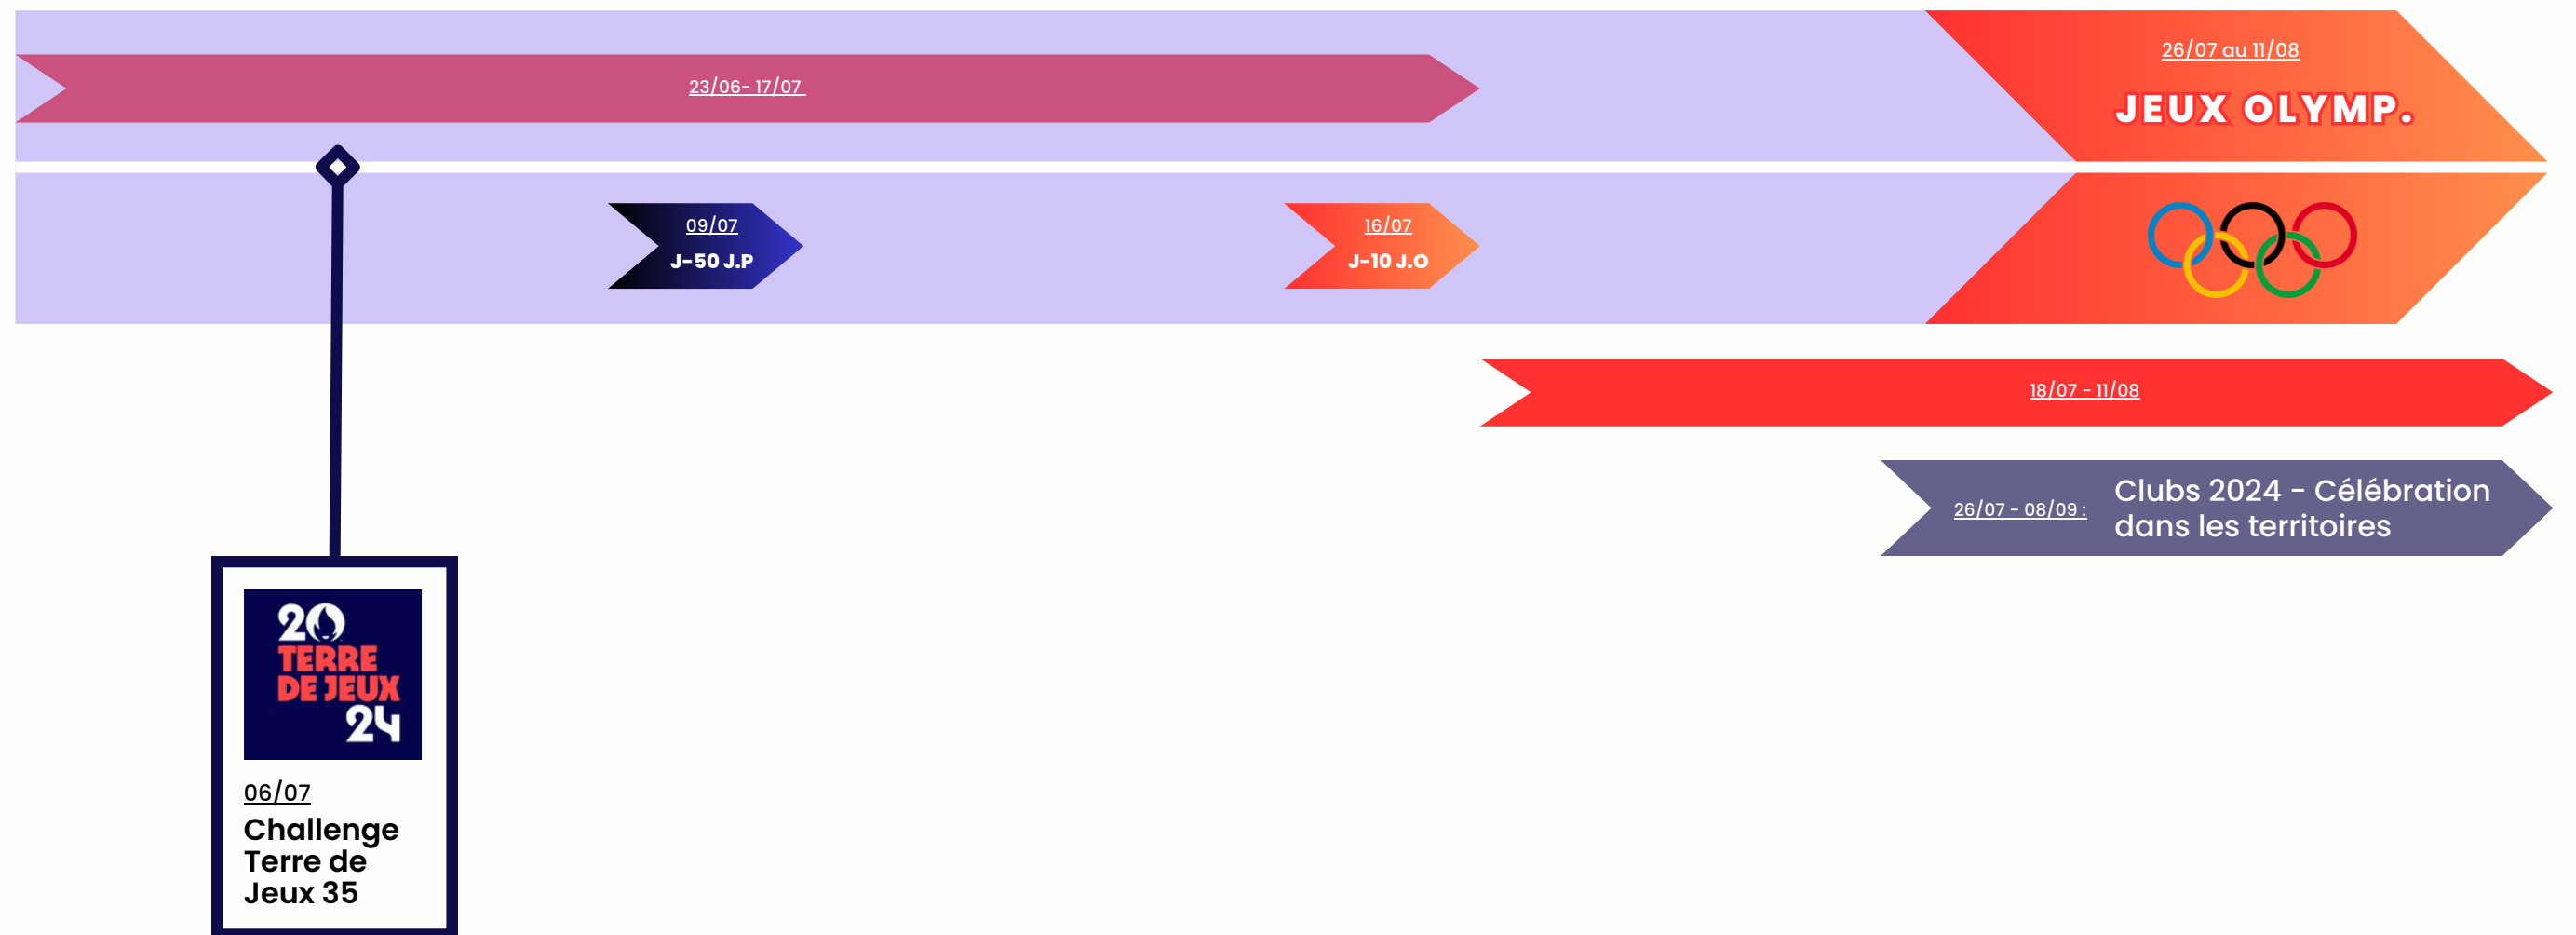 26/07 au 11/08
23/06- 17/07
JEUX OLYMP.
09/07
J-50 J.P
16/07
J-10 J.O
18/07 - 11/08
26/07 - 08/09 :
Clubs 2024 - Célébration
dans les territoires
20
TERRE
DE JEUX
24
06/07
Challenge
Terre de
Jeux 35